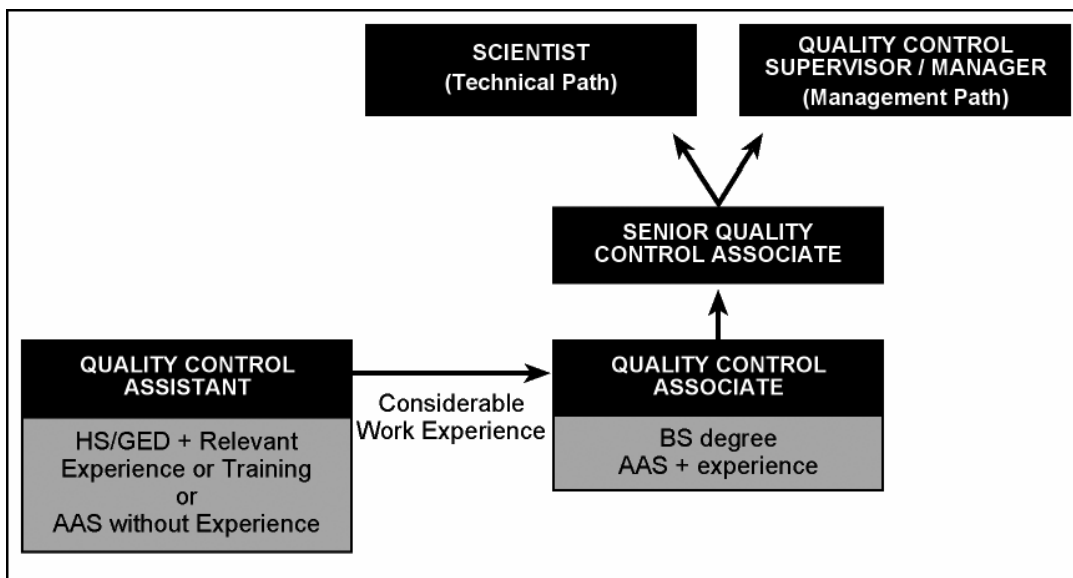 SCIENTIST
(Technical Path)
QUALITY CONTROL
SUPERVISOR / MANAGER
(Management Path)
SENIOR QUALITY
CONTROL ASSOCIATE
QUALITY CONTROL
ASSISTANT
HS/GED + Relevant
Experience or Training
or
AAS without Experience
Considerable
Work Experience
QUALITY CONTROL
ASSOCIATE
BS degree
AAS + experience